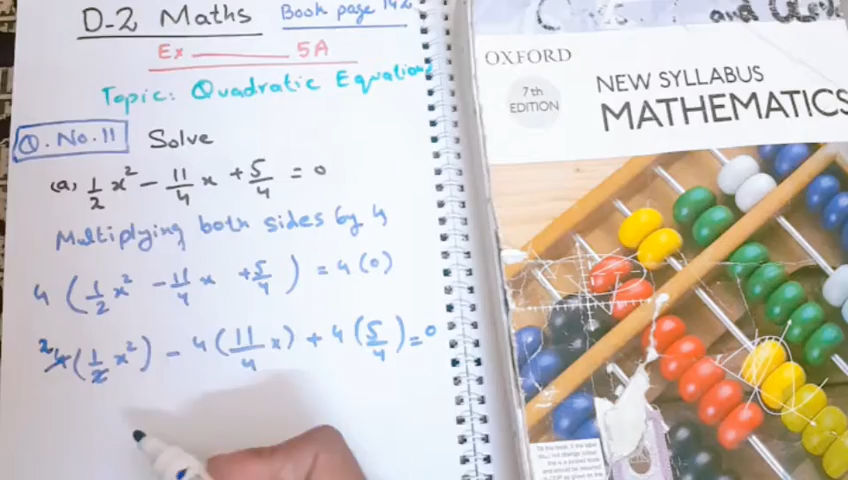 D-2 Maths
Book page 142
Ex 5A
Topic: Quadratic Equations
Q.No.11 Solve
(a) 1/2 x² - 11/4 x + 5/4 = 0
Multiplying both sides by 4
4 (1/2 x² - 11/4 x + 5/4) = 4 (0)
2 4 (1/2 x²) - 4 (11/4 x) + 4 (5/4) = 0
OXFORD
7th
EDITION
NEW SYLLABUS
MATHEMATICS
and